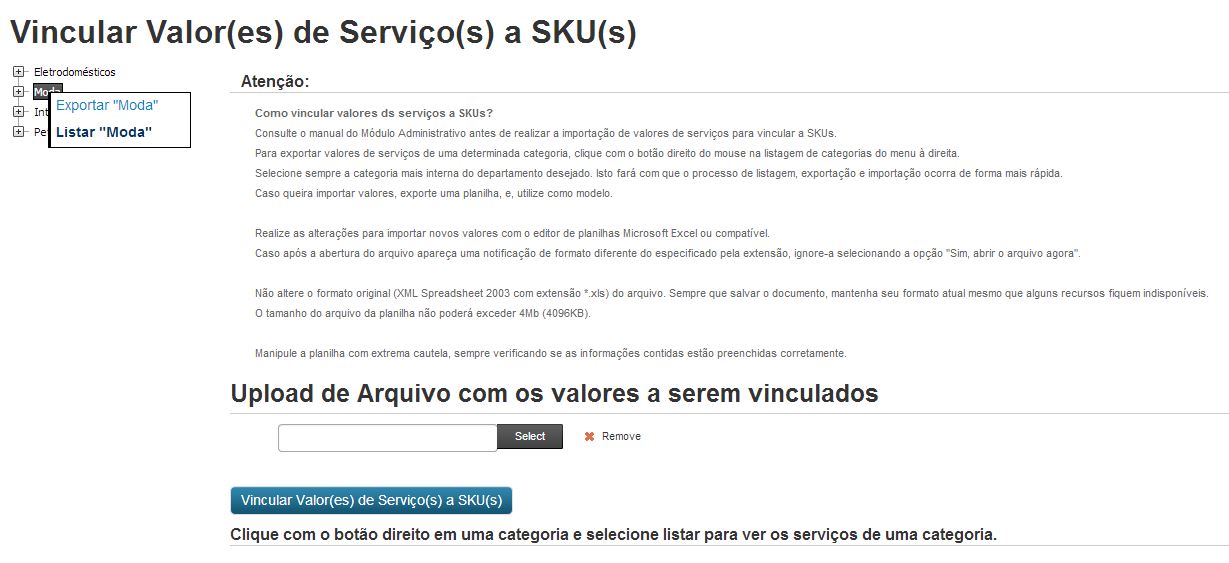 Vincular Valor(es) de Serviço(s) a SKU(s)
Eletrodomésticos
Moda
Exportar "Moda"
Listar "Moda"
Atenção:
Como vincular valores ds serviços a SKUs?
Consulte o manual do Módulo Administrativo antes de realizar a importação de valores de serviços para vincular a SKUs.
Para exportar valores de serviços de uma determinada categoria, clique com o botão direito do mouse na listagem de categorias do menu à direita.
Selecione sempre a categoria mais interna do departamento desejado. Isto fará com que o processo de listagem, exportação e importação ocorra de forma mais rápida.
Caso queira importar valores, exporte uma planilha, e, utilize como modelo.
Realize as alterações para importar novos valores com o editor de planilhas Microsoft Excel ou compatível.
Caso após a abertura do arquivo apareça uma notificação de formato diferente do especificado pela extensão, ignore-a selecionando a opção "Sim, abrir o arquivo agora".
Não altere o formato original (XML Spreadsheet 2003 com extensão *.xls) do arquivo. Sempre que salvar o documento, mantenha seu formato atual mesmo que alguns recursos fiquem indisponíveis.
O tamanho do arquivo da planilha não poderá exceder 4Mb (4096KB).
Manipule a planilha com extrema cautela, sempre verificando se as informações contidas estão preenchidas corretamente.
Upload de Arquivo com os valores a serem vinculados
Select
Remove
Vincular Valor(es) de Serviço(s) a SKU(s)
Clique com o botão direito em uma categoria e selecione listar para ver os serviços de uma categoria.